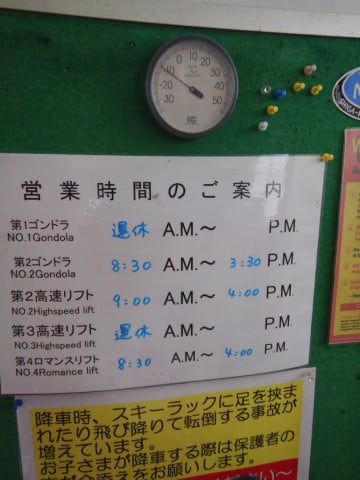 -30 -20 -10 0 10 20 30 40 50
°C
営業時間のご案内
第1ゴンドラ 運休 A.M.～ P.M.
NO.1Gondola
第2ゴンドラ 8:30 A.M.～ 3:30 P.M.
NO.2Gondola
第2高速リフト 9:00 A.M.～ 4:00 P.M.
NO.2Highspeed lift
第3高速リフト 運休 A.M.～ P.M.
NO.3Highspeed lift
第4ロマンスリフト 8:30 A.M.～ 4:00 P.M.
NO.4Romance lift
降車時、スキーラックに足を挟ま
れたり飛び降りて転倒する事故が
増えています。
お子さまが降車する際は保護者の
お願いします。